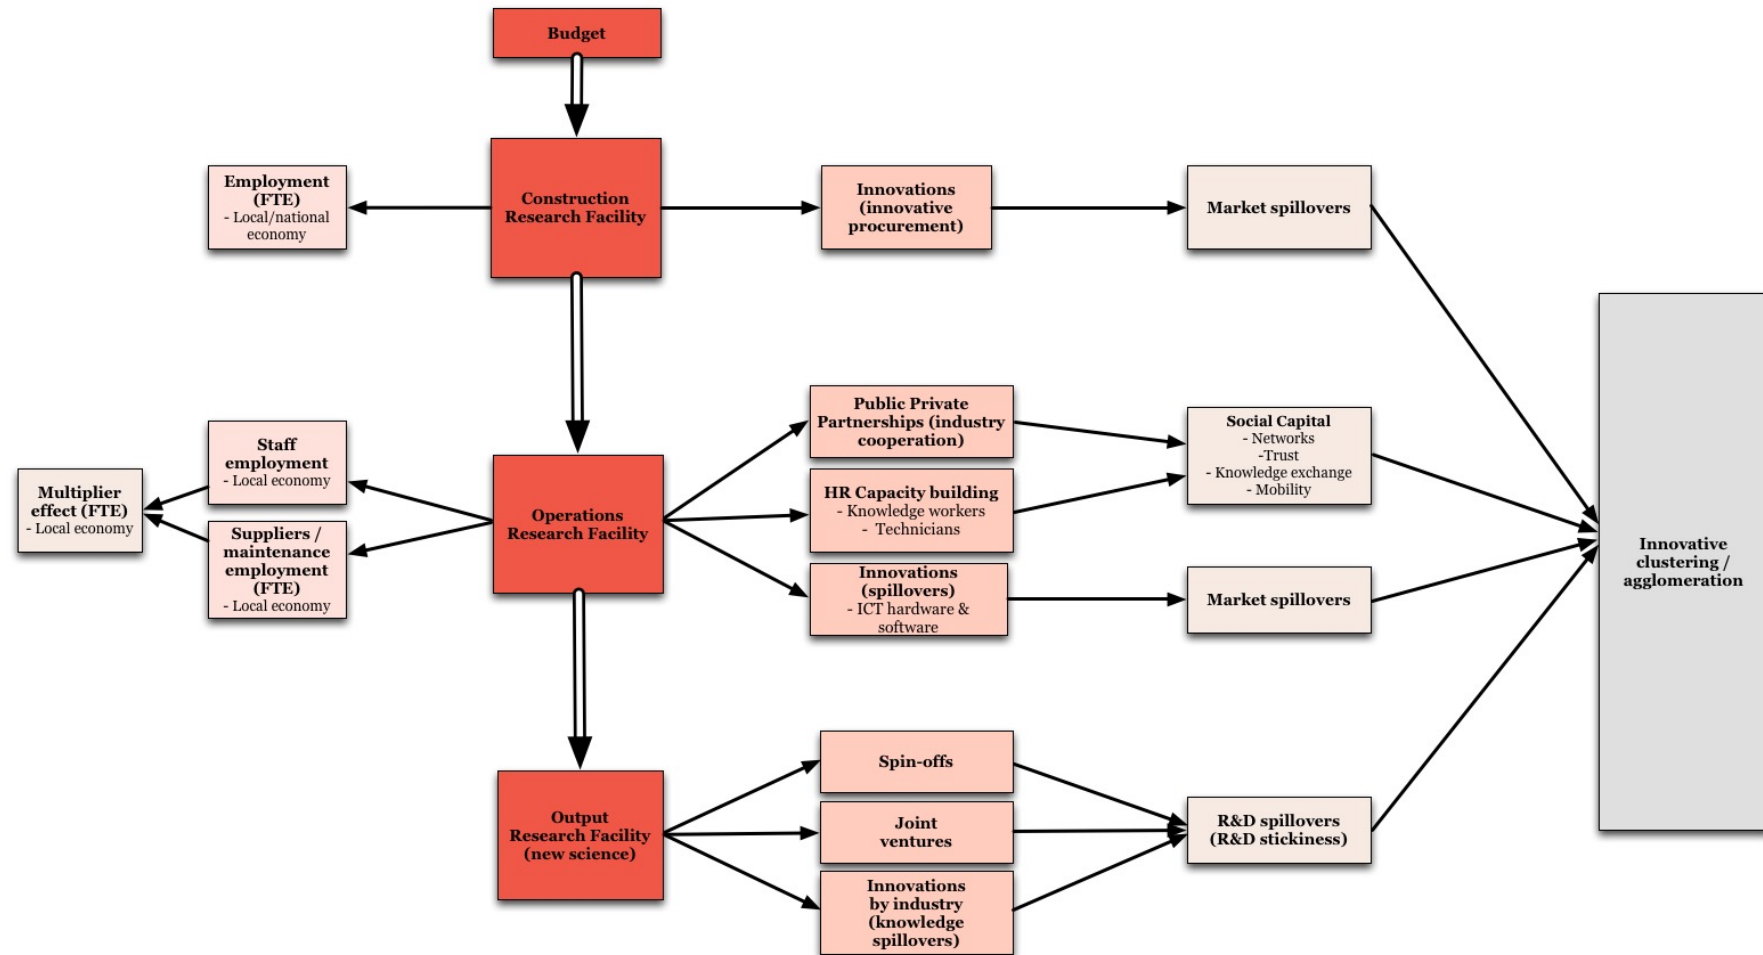 Budget
Employment
(FTE)
- Local/national
economy
Construction
Research Facility
Innovations
(innovative
procurement)
Market spillovers
Multiplier
effect (FTE)
- Local economy
Staff
employment
- Local economy
Suppliers /
maintenance
employment
(FTE)
- Local economy
Operations
Research Facility
Public Private
Partnerships (industry
cooperation)
HR Capacity building
- Knowledge workers
- Technicians
Innovations
(spillovers)
- ICT hardware &
software
Social Capital
- Networks
-Trust
- Knowledge exchange
- Mobility
Market spillovers
Innovative
clustering /
agglomeration
Output
Research Facility
(new science)
Spin-offs
Joint
ventures
Innovations
by industry
(knowledge
spillovers)
R&D spillovers
(R&D stickiness)